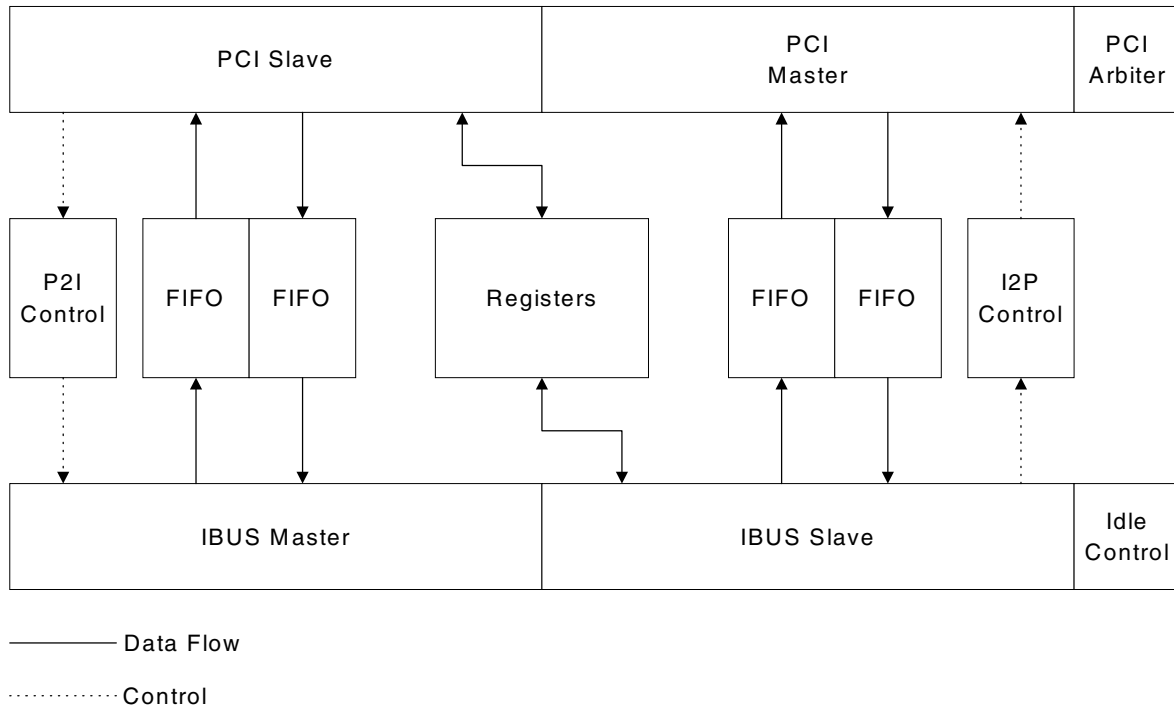 PCI Slave
PCI
Master
PCI
Arbiter
P2I
Control
FIFO
FIFO
Registers
FIFO
FIFO
I2P
Control
IBUS Master
IBUS Slave
Idle
Control
Data Flow
Control